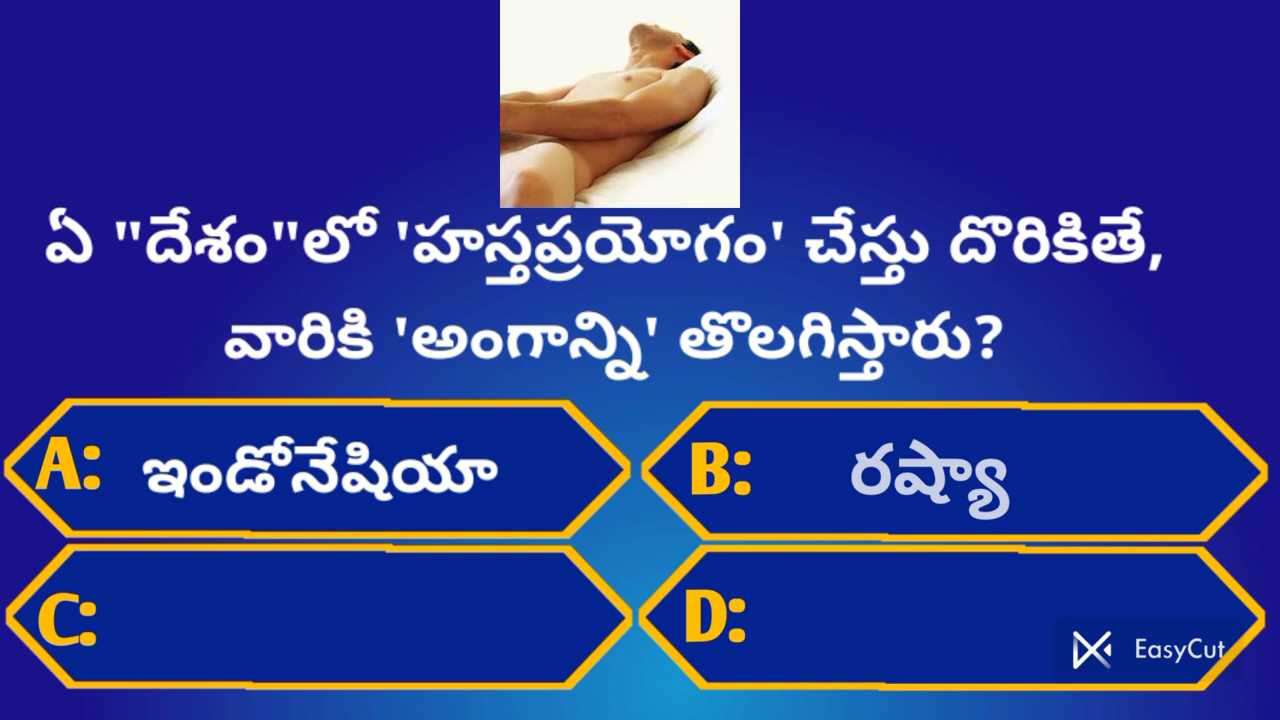 ఏ "దేశం"లో 'హస్తప్రయోగం' చేస్తు దొరికితే,
వారికి 'అంగాన్ని' తొలగిస్తారు?
A: ఇండోనేషియా
B: రష్యా
C:
D:
EasyCut